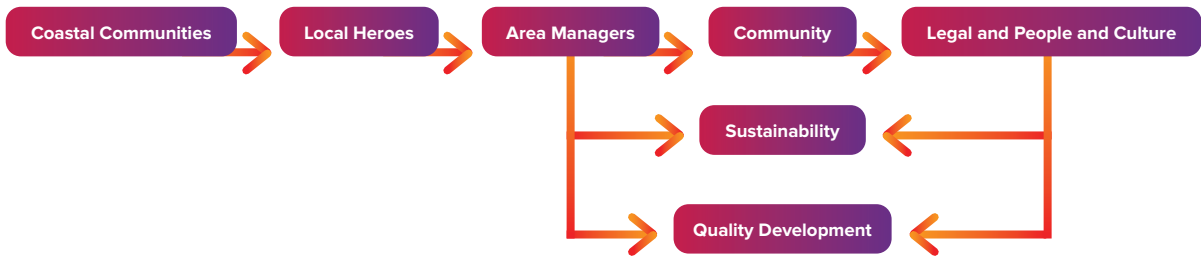 Coastal Communities
Local Heroes
Area Managers
Community
Legal and People and Culture
Sustainability
Quality Development